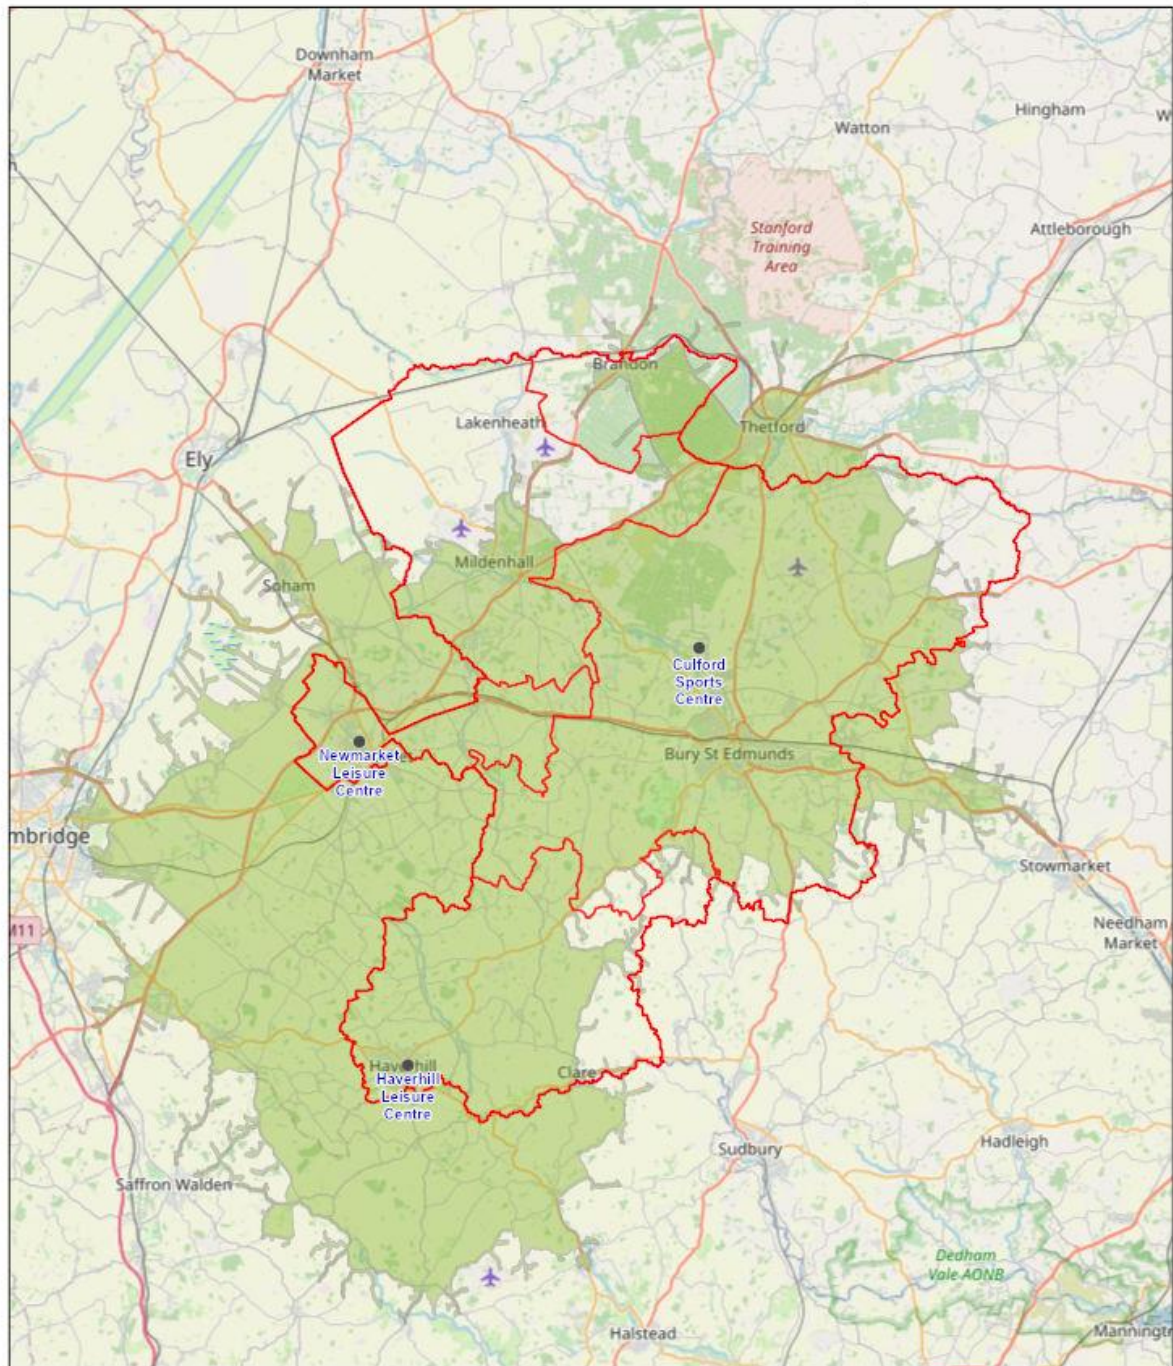 Downham
Market
Hingham
Watton
Stanford
Training
Area
Attleborough
Brandon
Lakenheath
Thetford
Ely
Mildenhall
Soham
Culford
Sports
Centre
Newmarket
Leisure
Centre
Bury St Edmunds
mbridge
Stowmarket
M11
Needham
Market
Haverhill
Haverhill
Leisure
Centre
Clare
Sudbury
Hadleigh
Saffron Walden
Dedham
Vale AONB
Halstead
Manningtr